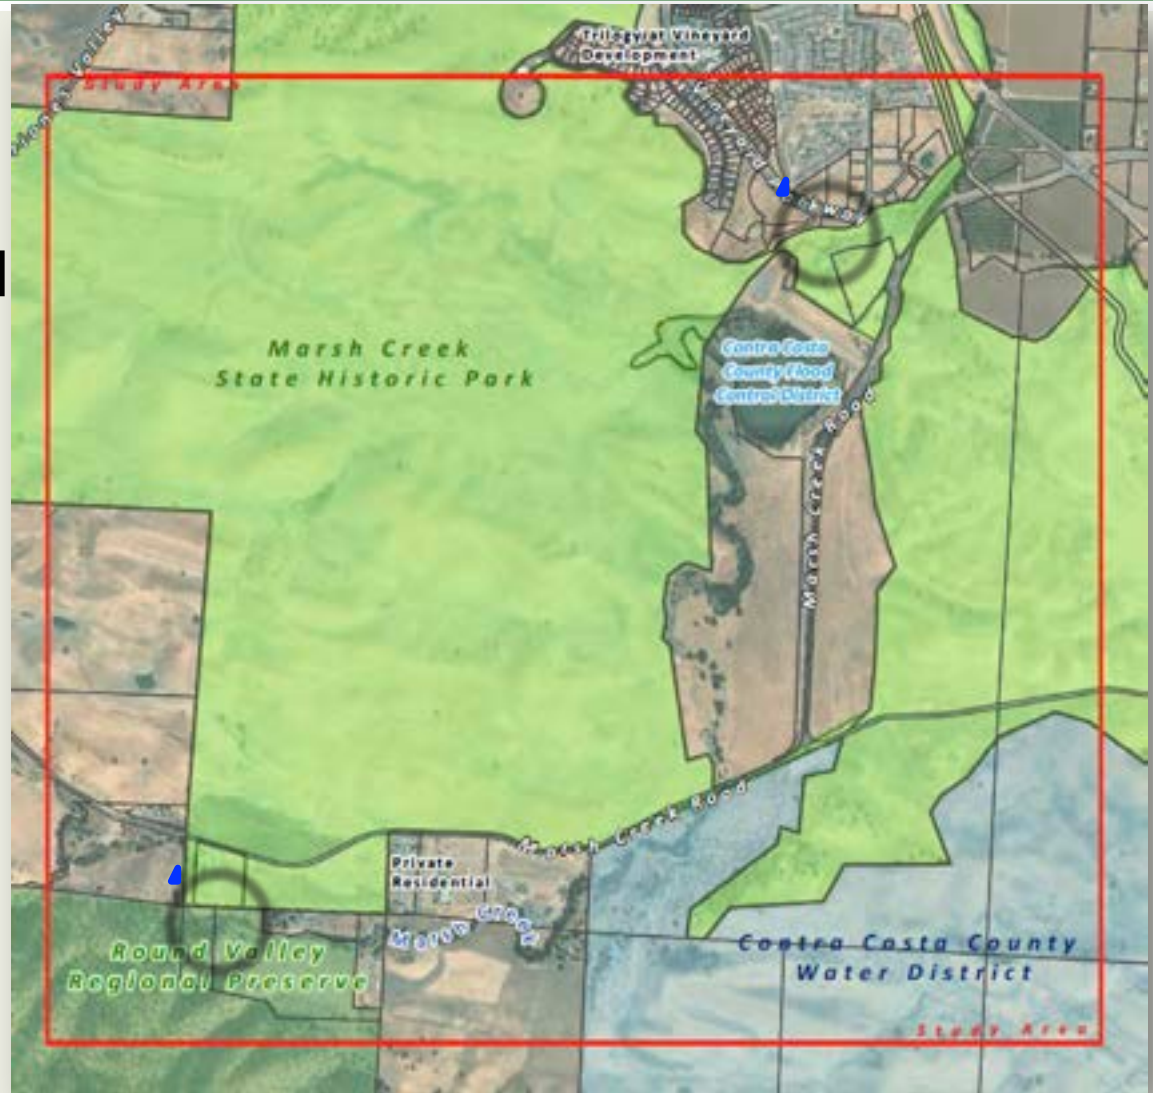 Trilogy at Vineyard
Development
Study Area
Vineyard
Marsh Creek
State Historic Park
Contra Costa
County Flood
Control District
Marsh Creek Road
Marsh Creek Road
Private
Residential
Marsh Creek
Round Valley
Regional Preserve
Contra Costa County
Water District
Study Area